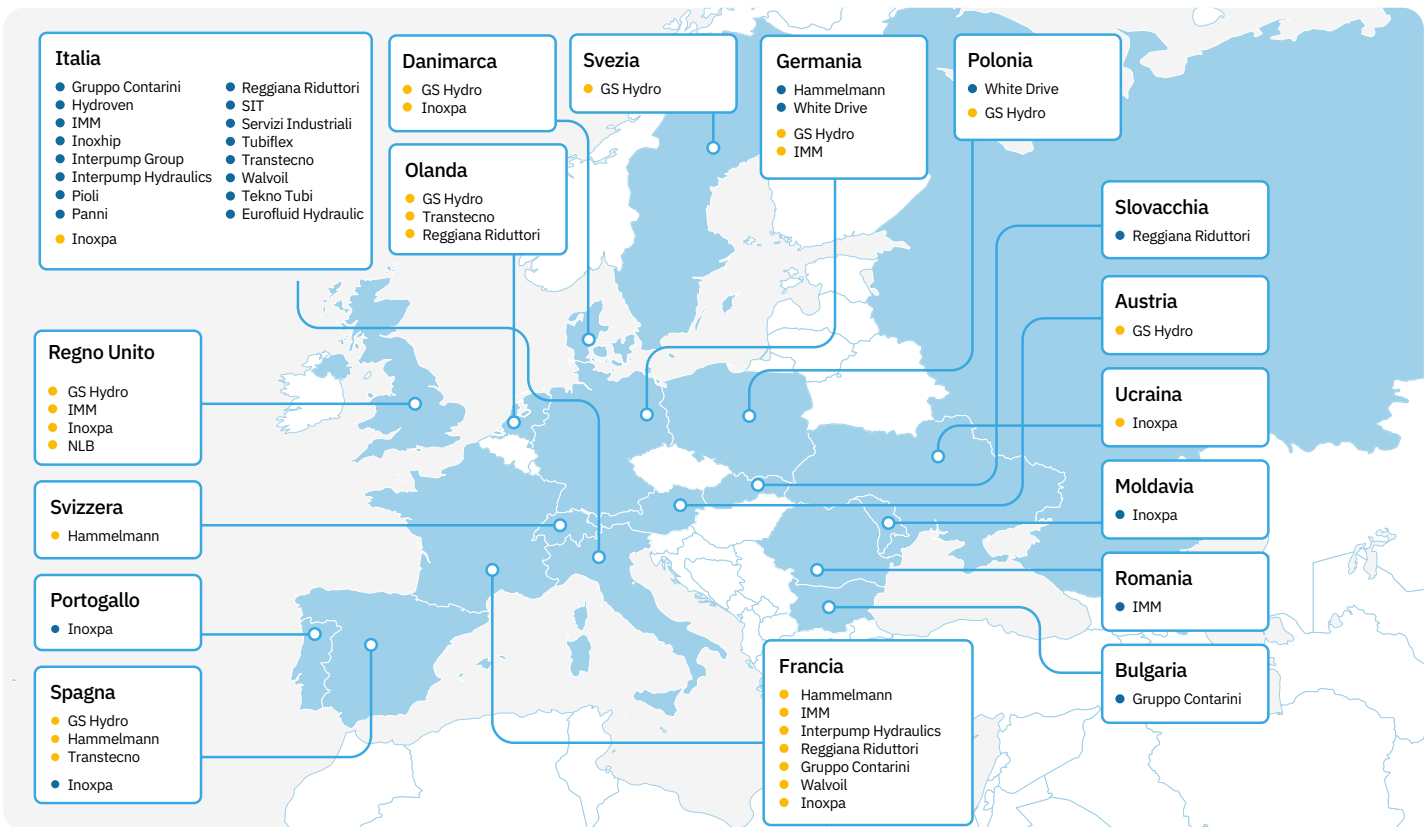 Italia
Gruppo Contarini
Hydroven
IMM
Inoxhip
Interpump Group
Interpump Hydraulics
Pioli
Panni
Inoxpa
Reggiana Riduttori
SIT
Servizi Industriali
Tubiflex
Transtecno
Walvoil
Tekno Tubi
Eurofluid Hydraulic
Danimarca
GS Hydro
Inoxpa
Svezia
GS Hydro
Germania
Hammelmann
White Drive
GS Hydro
IMM
Polonia
White Drive
GS Hydro
Olanda
GS Hydro
Transtecno
Reggiana Riduttori
Slovacchia
Reggiana Riduttori
Austria
GS Hydro
Regno Unito
GS Hydro
IMM
Inoxpa
NLB
Ucraina
Inoxpa
Svizzera
Hammelmann
Moldavia
Inoxpa
Portogallo
Inoxpa
Romania
IMM
Spagna
GS Hydro
Hammelmann
Transtecno
Inoxpa
Francia
Hammelmann
IMM
Interpump Hydraulics
Reggiana Riduttori
Gruppo Contarini
Walvoil
Inoxpa
Bulgaria
Gruppo Contarini